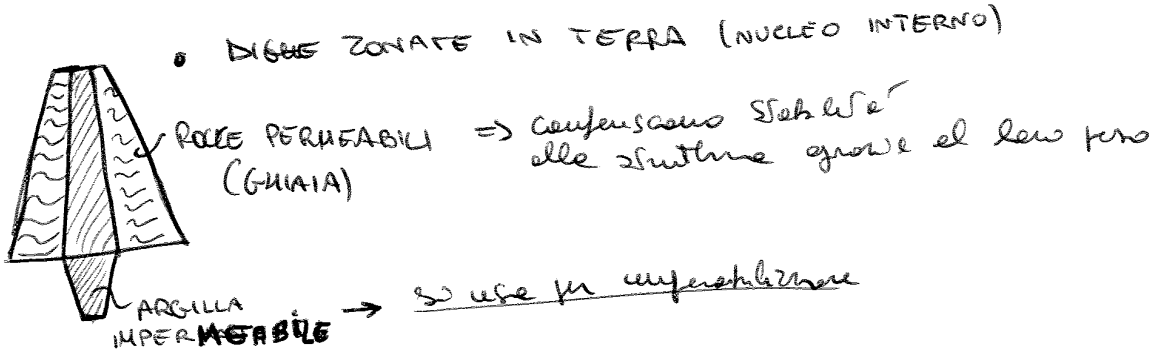 • DIGHE ZONATE IN TERRA (NUCLEO INTERNO)
ROCCE PERMEABILI => conferiscono stabilità
(GHIAIA) alla struttura grazie al loro peso
ARGILLA
IMPERMEABILE → si usa per impermeabilizzare